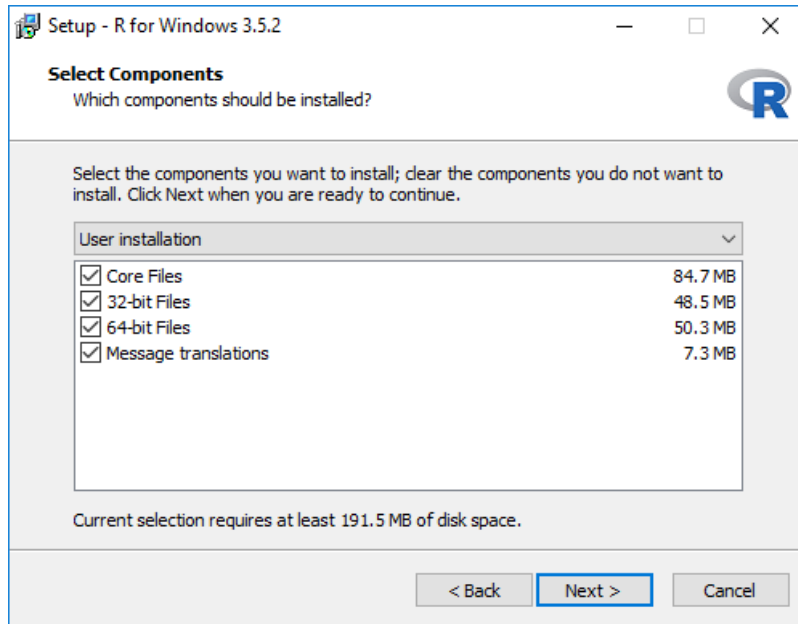 Setup - R for Windows 3.5.2
Select Components
Which components should be installed?
R
Select the components you want to install; clear the components you do not want to
install. Click Next when you are ready to continue.
User installation
Core Files 84.7 MB
32-bit Files 48.5 MB
64-bit Files 50.3 MB
Message translations 7.3 MB
Current selection requires at least 191.5 MB of disk space.
< Back Next > Cancel